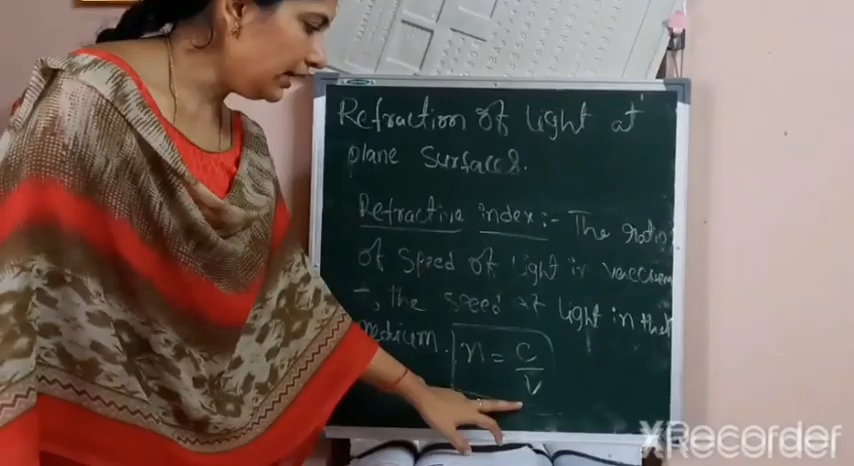 Refraction of light at
plane Surfaces.
Refractive index :- The ratio
of Speed of light in vaccum
to the speed of light in that
medium. n = c/v
XRecorder